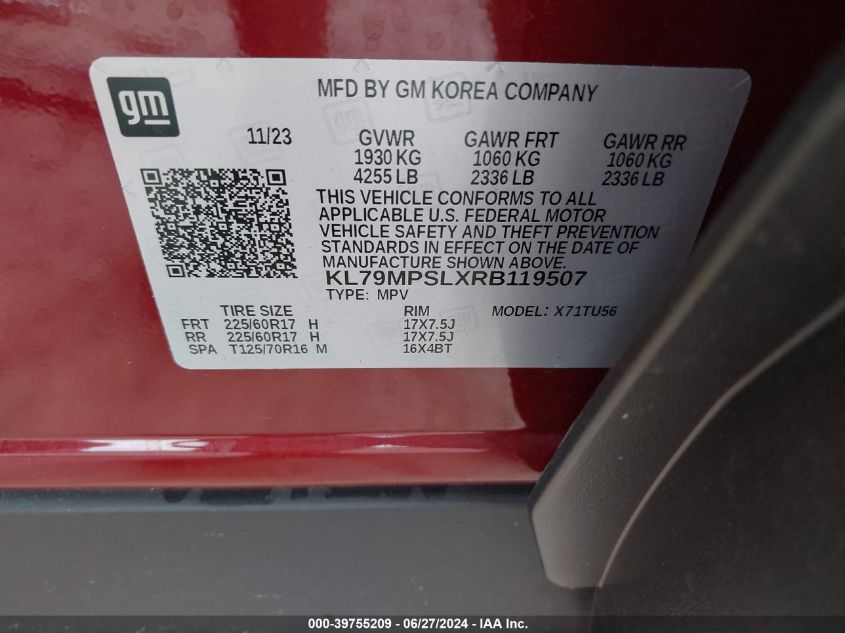 gm
MFD BY GM KOREA COMPANY
11/23 GVWR GAWR FRT GAWR RR
1930 KG 1060 KG 1060 KG
4255 LB 2336 LB 2336 LB
THIS VEHICLE CONFORMS TO ALL
APPLICABLE U.S. FEDERAL MOTOR
VEHICLE SAFETY AND THEFT PREVENTION
STANDARDS IN EFFECT ON THE DATE OF
MANUFACTURE SHOWN ABOVE.
KL79MPSLXRB119507
TYPE: MPV
TIRE SIZE RIM MODEL: X71TU56
FRT 225/60R17 H 17X7.5J
RR 225/60R17 H 17X7.5J
SPA T125/70R16 M 16X4BT
000-39755209 - 06/27/2024 - IAA Inc.